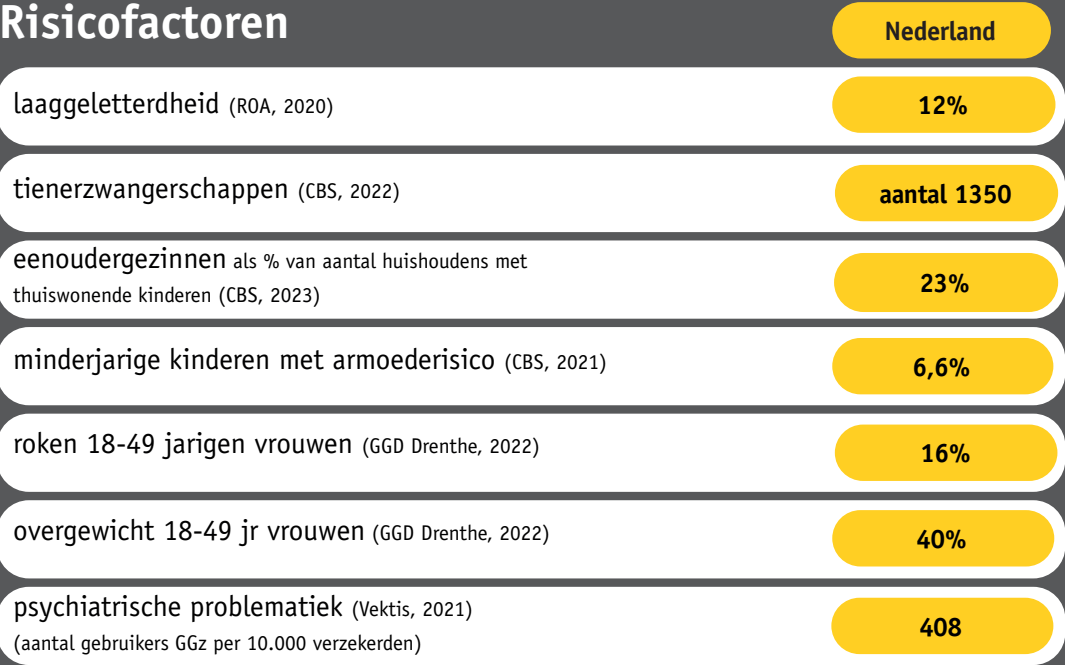 Risicofactoren
Nederland
laaggeletterdheid (ROA, 2020)
12%
tienerzwangerschappen (CBS, 2022)
aantal 1350
eenoudergezinnen als % van aantal huishoudens met
thuiswonende kinderen (CBS, 2023)
23%
minderjarige kinderen met armoederisico (CBS, 2021)
6,6%
roken 18-49 jarigen vrouwen (GGD Drenthe, 2022)
16%
overgewicht 18-49 jr vrouwen (GGD Drenthe, 2022)
40%
psychiatrische problematiek (Vektis, 2021)
(aantal gebruikers GGz per 10.000 verzekerden)
408